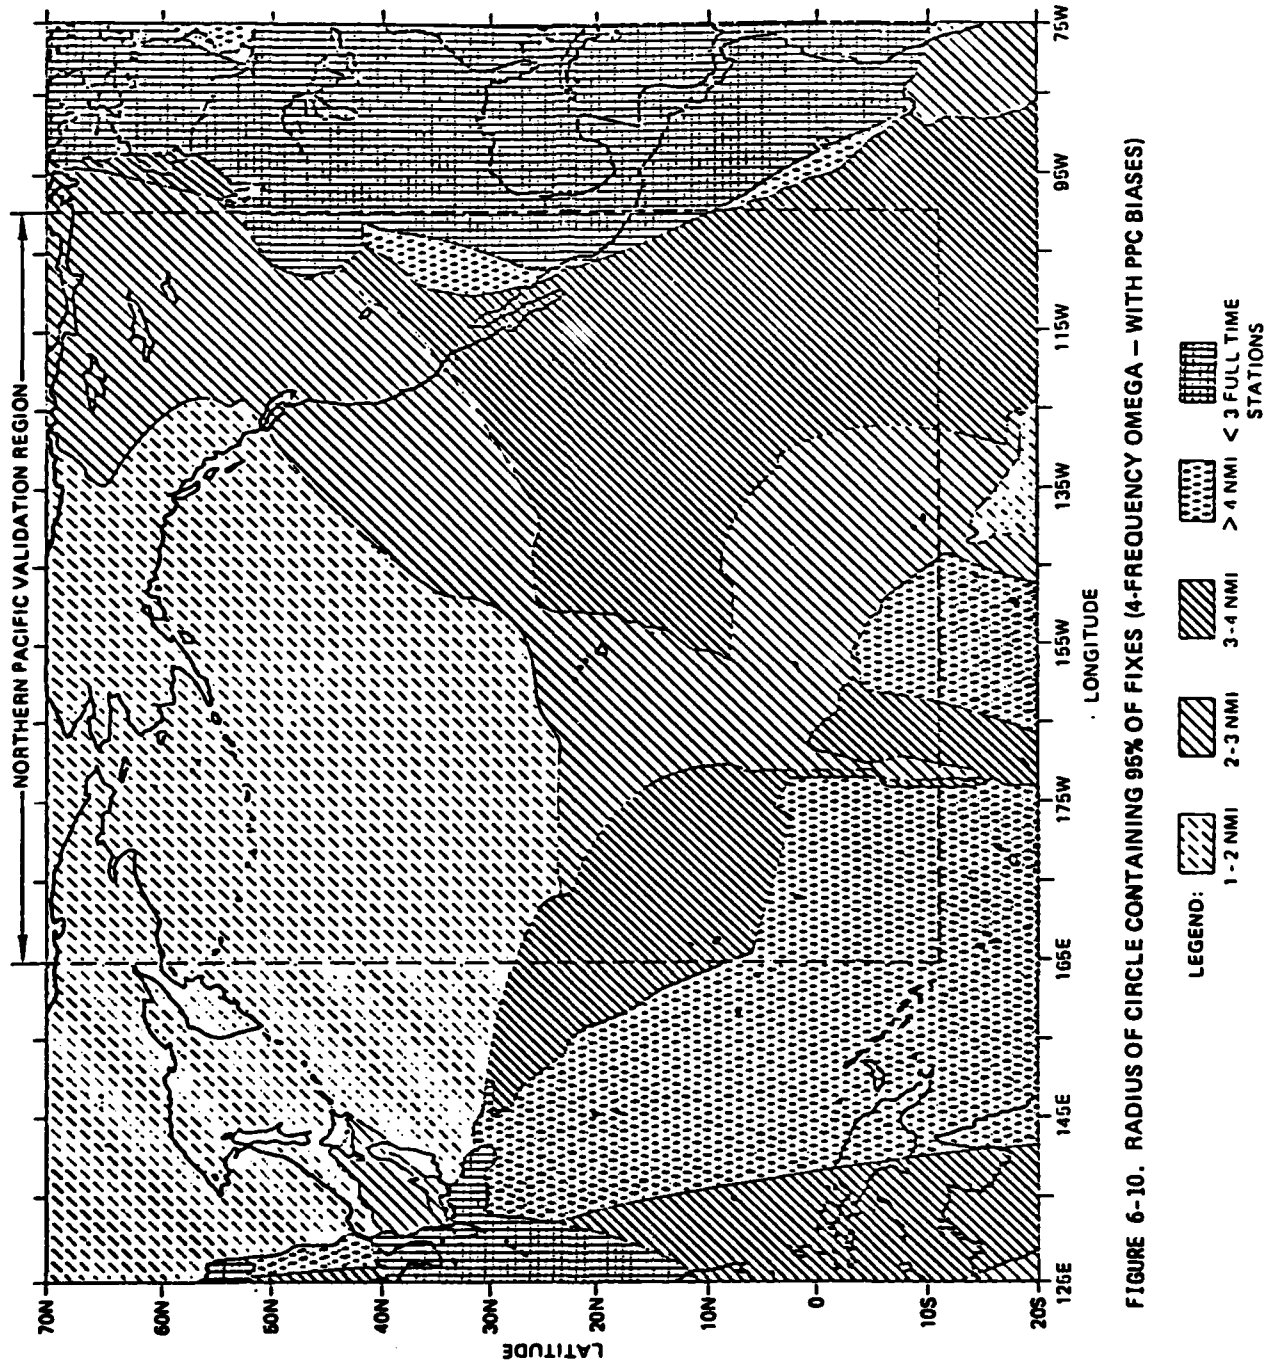 NORTHERN PACIFIC VALIDATION REGION
70N
60N
50N
40N
30N
20N
10N
0
10S
20S
LATITUDE
125E
145E
165E
175W
155W
135W
115W
95W
75W
LONGITUDE
FIGURE 6-10. RADIUS OF CIRCLE CONTAINING 95% OF FIXES (4-FREQUENCY OMEGA – WITH PPC BIASES)
LEGEND:
1-2 NMI
2-3 NMI
3-4 NMI
> 4 NMI
< 3 FULL TIME
STATIONS